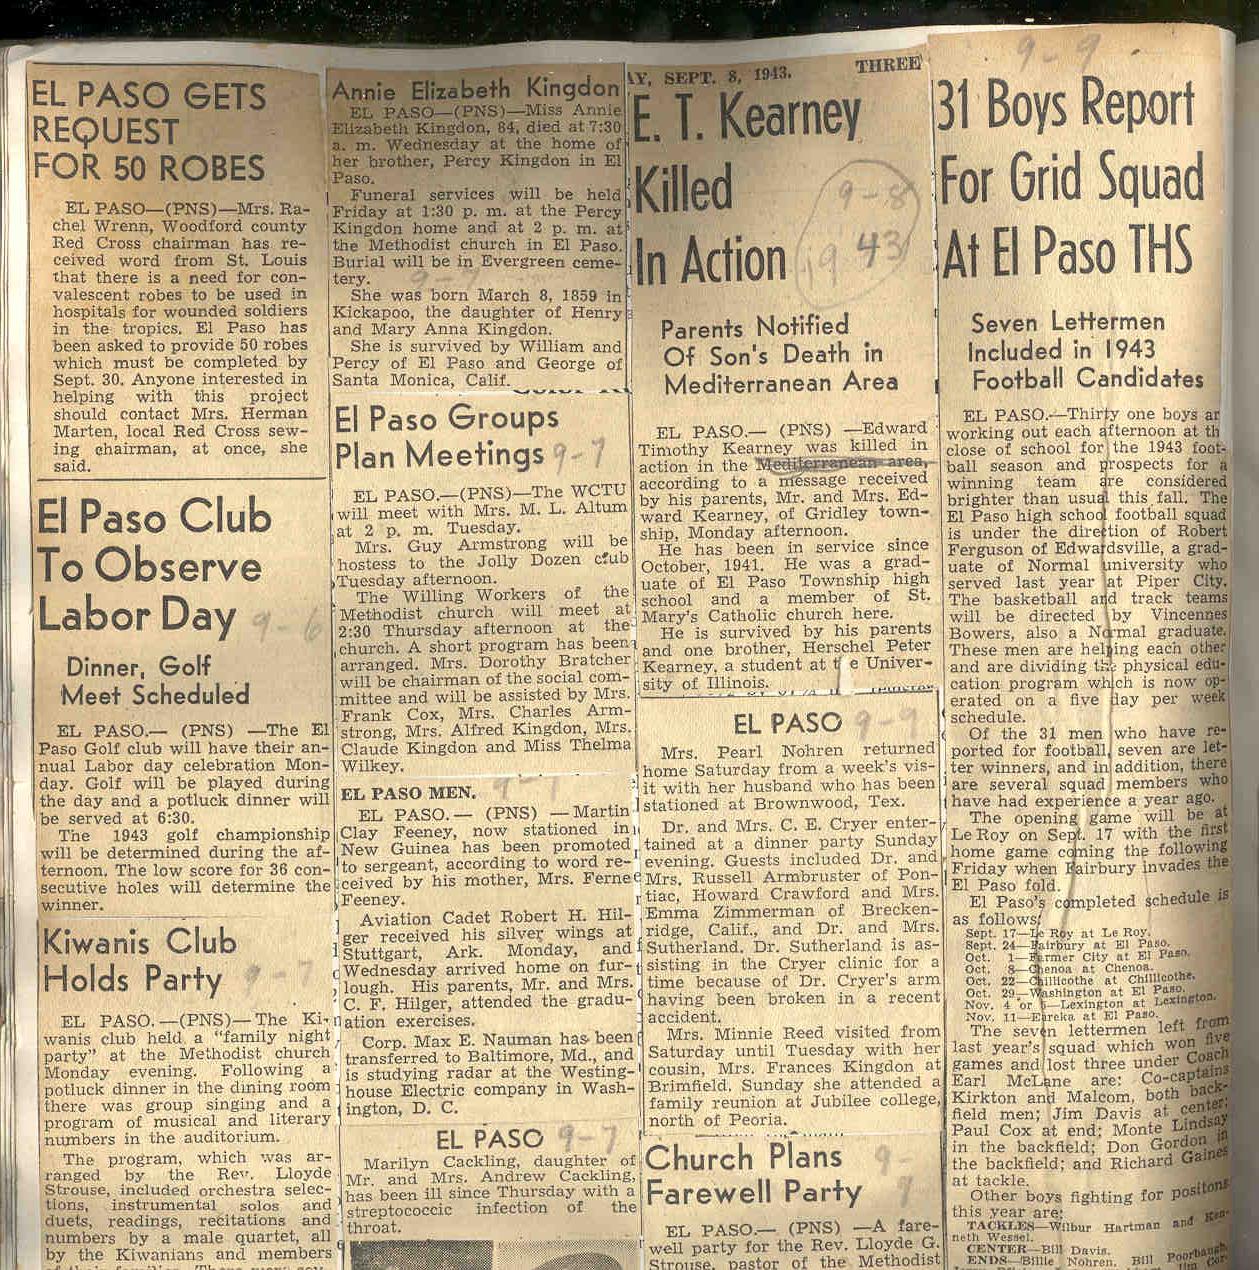 EL PASO GETS
REQUEST
FOR 50 ROBES
EL PASO—(PNS)—Mrs. Ra-
chel Wrenn, Woodford county
Red Cross chairman has re-
ceived word from St. Louis
that there is a need for con-
valescent robes to be used in
hospitals for wounded soldiers
in the tropics. El Paso has
been asked to provide 50 robes
which must be completed by
Sept. 30. Anyone interested in
helping with this project
should contact Mrs. Herman
Marten, local Red Cross sew-
ing chairman, at once, she
said.
El Paso Club
To Observe
Labor Day 9-6
Dinner, Golf
Meet Scheduled
EL PASO.— (PNS) —The El
Paso Golf club will have their an-
nual Labor day celebration Mon-
day. Golf will be played during
the day and a potluck dinner will
be served at 6:30.
The 1943 golf championship
will be determined during the af-
ternoon. The low score for 36 con-
secutive holes will determine the
winner.
Kiwanis Club
Holds Party 9-7
EL PASO.—(PNS)—The Ki-
wanis club held a "family night
party" at the Methodist church
Monday evening. Following a
potluck dinner in the dining room
there was group singing and a
program of musical and literary
numbers in the auditorium.
The program, which was ar-
ranged by the Rev. Lloyde
Strouse, included orchestra selec-
tions, instrumental solos and
duets, readings, recitations and
numbers by a male quartet, all
by the Kiwanians and members
Annie Elizabeth Kingdon
EL PASO—(PNS)—Miss Annie
Elizabeth Kingdon, 84, died at 7:30
a. m. Wednesday at the home of
her brother, Percy Kingdon in El
Paso.
Funeral services will be held
Friday at 1:30 p. m. at the Percy
Kingdon home and at 2 p. m. at
the Methodist church in El Paso.
Burial will be in Evergreen ceme-
tery.
She was born March 8, 1859 in
Kickapoo, the daughter of Henry
and Mary Anna Kingdon.
She is survived by William and
Percy of El Paso and George of
Santa Monica, Calif.
El Paso Groups
Plan Meetings 9-7
EL PASO.—(PNS)—The WCTU
will meet with Mrs. M. L. Altum
at 2 p. m. Tuesday.
Mrs. Guy Armstrong will be
hostess to the Jolly Dozen club
Tuesday afternoon.
The Willing Workers of the
Methodist church will meet at
2:30 Thursday afternoon at the
church. A short program has been
arranged. Mrs. Dorothy Bratcher
will be chairman of the social com-
mittee and will be assisted by Mrs.
Frank Cox, Mrs. Charles Arm-
strong, Mrs. Alfred Kingdon, Mrs.
Claude Kingdon and Miss Thelma
Wilkey.
EL PASO MEN.
EL PASO.— (PNS) —Martin
Clay Feeney, now stationed in
New Guinea has been promoted
to sergeant, according to word re-
ceived by his mother, Mrs. Ferne
Feeney.
Aviation Cadet Robert H. Hil-
ger received his silver wings at
Stuttgart, Ark. Monday, and
Wednesday arrived home on fur-
lough. His parents, Mr. and Mrs.
C. F. Hilger, attended the gradu-
ation exercises.
Corp. Max E. Nauman has been
transferred to Baltimore, Md., and
is studying radar at the Westing-
house Electric company in Wash-
ington, D. C.
EL PASO 9-7
Marilyn Cackling, daughter of
Mr. and Mrs. Andrew Cackling,
has been ill since Thursday with a
streptococcic infection of the
throat.
AY, SEPT. 8, 1943. THREE
E. T. Kearney
Killed
In Action
9-8
1943
Parents Notified
Of Son's Death in
Mediterranean Area
EL PASO.— (PNS) —Edward
Timothy Kearney was killed in
action in the Mediterranean area,
according to a message received
by his parents, Mr. and Mrs. Ed-
ward Kearney, of Gridley town-
ship, Monday afternoon.
He has been in service since
October, 1941. He was a grad-
uate of El Paso Township high
school and a member of St.
Mary's Catholic church here.
He is survived by his parents
and one brother, Herschel Peter
Kearney, a student at t e Univer-
sity of Illinois.
EL PASO 9-9
Mrs. Pearl Nohren returned
home Saturday from a week's vis-
it with her husband who has been
stationed at Brownwood, Tex.
Dr. and Mrs. C. E. Cryer enter-
tained at a dinner party Sunday
evening. Guests included Dr. and
Mrs. Russell Armbruster of Pon-
tiac, Howard Crawford and Mrs.
Emma Zimmerman of Brecken-
ridge, Calif., and Dr. and Mrs.
Sutherland. Dr. Sutherland is as-
sisting in the Cryer clinic for a
time because of Dr. Cryer's arm
having been broken in a recent
accident.
Mrs. Minnie Reed visited from
Saturday until Tuesday with her
cousin, Mrs. Frances Kingdon at
Brimfield. Sunday she attended a
family reunion at Jubilee college,
north of Peoria.
Church Plans
Farewell Party
EL PASO.— (PNS) —A fare-
well party for the Rev. Lloyde G.
Strouse, pastor of the Methodist
9-9
31 Boys Report
For Grid Squad
At El Paso THS
Seven Lettermen
Included in 1943
Football Candidates
EL PASO.—Thirty one boys ar
working out each afternoon at th
close of school for the 1943 foot-
ball season and prospects for a
winning team are considered
brighter than usual this fall. The
El Paso high school football squad
is under the direction of Robert
Ferguson of Edwardsville, a grad-
uate of Normal university who
served last year at Piper City.
The basketball and track teams
will be directed by Vincennes
Bowers, also a Normal graduate.
These men are helping each other
and are dividing the physical edu-
cation program which is now op-
erated on a five day per week
schedule.
Of the 31 men who have re-
ported for football, seven are let-
ter winners, and in addition, there
are several squad members who
have had experience a year ago.
The opening game will be at
Le Roy on Sept. 17 with the first
home game coming the following
Friday when Fairbury invades the
El Paso fold.
El Paso's completed schedule is
as follows:
Sept. 17—Le Roy at Le Roy.
Sept. 24—Fairbury at El Paso.
Oct. 1—Farmer City at El Paso.
Oct. 8—Chenoa at Chenoa.
Oct. 22—Chillicothe at Chillicothe.
Oct. 29—Washington at El Paso.
Nov. 4 or 5—Lexington at Lexington.
Nov. 11—Eureka at El Paso.
The seven lettermen left from
last year's squad which won five
games and lost three under Coach
Earl McLane are: Co-captains
Kirkton and Malcom, both back-
field men; Jim Davis at center;
Paul Cox at end; Monte Lindsay
in the backfield; Don Gordon in
the backfield; and Richard Gaines
at tackle.
Other boys fighting for positons
this year are:
TACKLES—Wilbur Hartman and Ken-
neth Wessel.
CENTER—Bill Davis.
ENDS—Billie Nohren, Bill Poorbaugh,